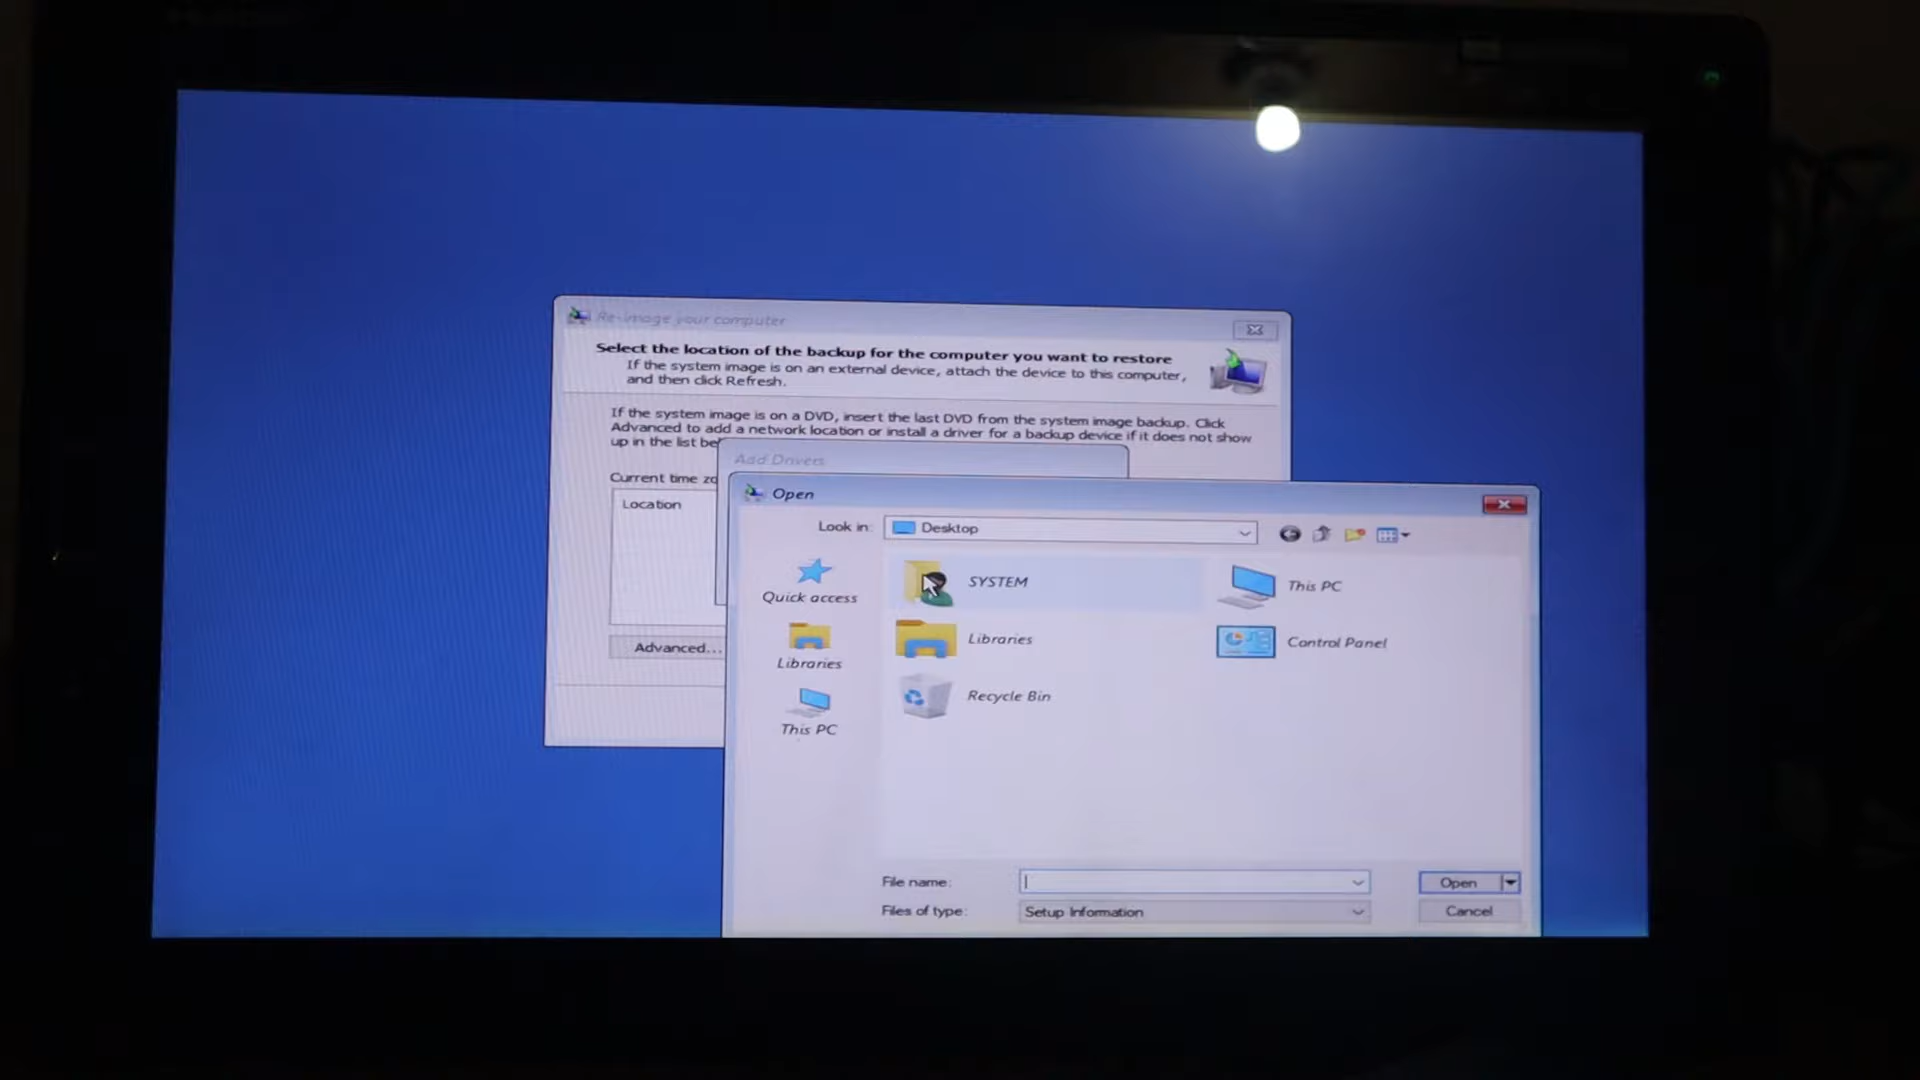 Re-image your computer
Select the location of the backup for the computer you want to restore
If the system image is on an external device, attach the device to this computer,
and then click Refresh.
If the system image is on a DVD, insert the last DVD from the system image backup. Click
Advanced to add a network location or install a driver for a backup device if it does not show
up in the list
Current time
Location
Advanced...
Add Drivers
Open
Look in:
Desktop
Quick access
Libraries
This PC
SYSTEM
This PC
Libraries
Control Panel
Recycle Bin
File name:
Open
Files of type:
Setup Information
Cancel